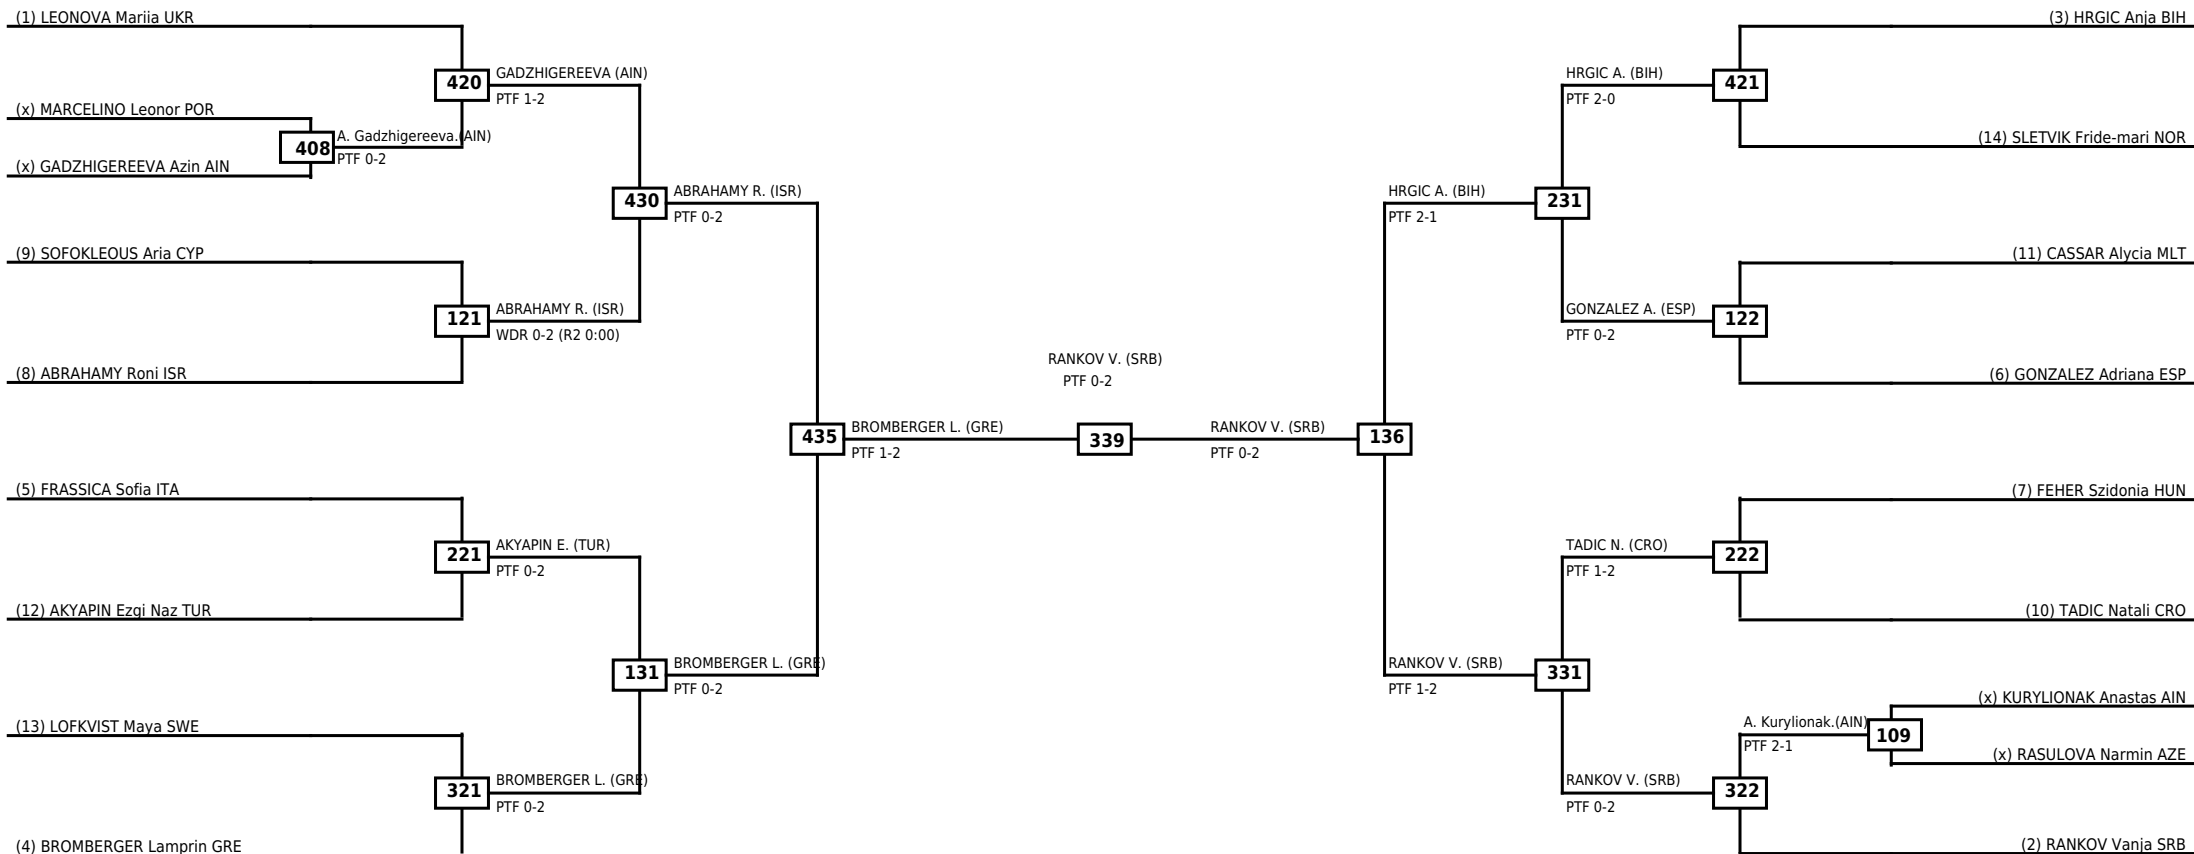 (1) LEONOVA Mariia UKR
(3) HRGIC Anja BIH
420
GADZHIGEREEVA (AIN)
PTF 1-2
HRGIC A. (BIH)
PTF 2-0
421
(x) MARCELINO Leonor POR
408
A. Gadzhigereeva.(AIN)
PTF 0-2
(x) GADZHIGEREEVA Azin AIN
(14) SLETVIK Fride-mari NOR
430
ABRAHAMY R. (ISR)
PTF 0-2
HRGIC A. (BIH)
PTF 2-1
231
(9) SOFOKLEOUS Aria CYP
(11) CASSAR Alycia MLT
121
ABRAHAMY R. (ISR)
WDR 0-2 (R2 0:00)
GONZALEZ A. (ESP)
PTF 0-2
122
(8) ABRAHAMY Roni ISR
(6) GONZALEZ Adriana ESP
RANKOV V. (SRB)
PTF 0-2
435
BROMBERGER L. (GRE)
PTF 1-2
339
RANKOV V. (SRB)
PTF 0-2
136
(5) FRASSICA Sofia ITA
(7) FEHER Szidonia HUN
221
AKYAPIN E. (TUR)
PTF 0-2
TADIC N. (CRO)
PTF 1-2
222
(12) AKYAPIN Ezgi Naz TUR
(10) TADIC Natali CRO
131
BROMBERGER L. (GRE)
PTF 0-2
RANKOV V. (SRB)
PTF 1-2
331
(13) LOFKVIST Maya SWE
(x) KURYLIONAK Anastas AIN
A. Kurylionak.(AIN)
PTF 2-1
109
(x) RASULOVA Narmin AZE
321
BROMBERGER L. (GRE)
PTF 0-2
RANKOV V. (SRB)
PTF 0-2
322
(4) BROMBERGER Lamprin GRE
(2) RANKOV Vanja SRB